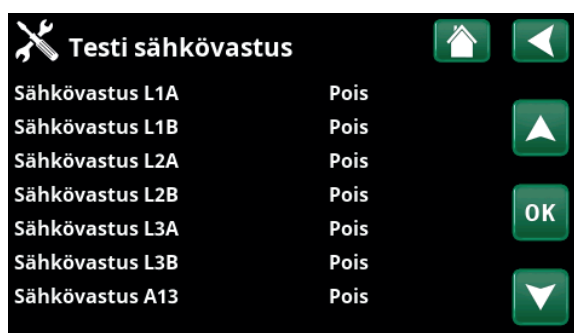 Testi sähkövastus
Sähkövastus L1A Pois
Sähkövastus L1B Pois
Sähkövastus L2A Pois
Sähkövastus L2B Pois
Sähkövastus L3A Pois
Sähkövastus L3B Pois
Sähkövastus A13 Pois
OK